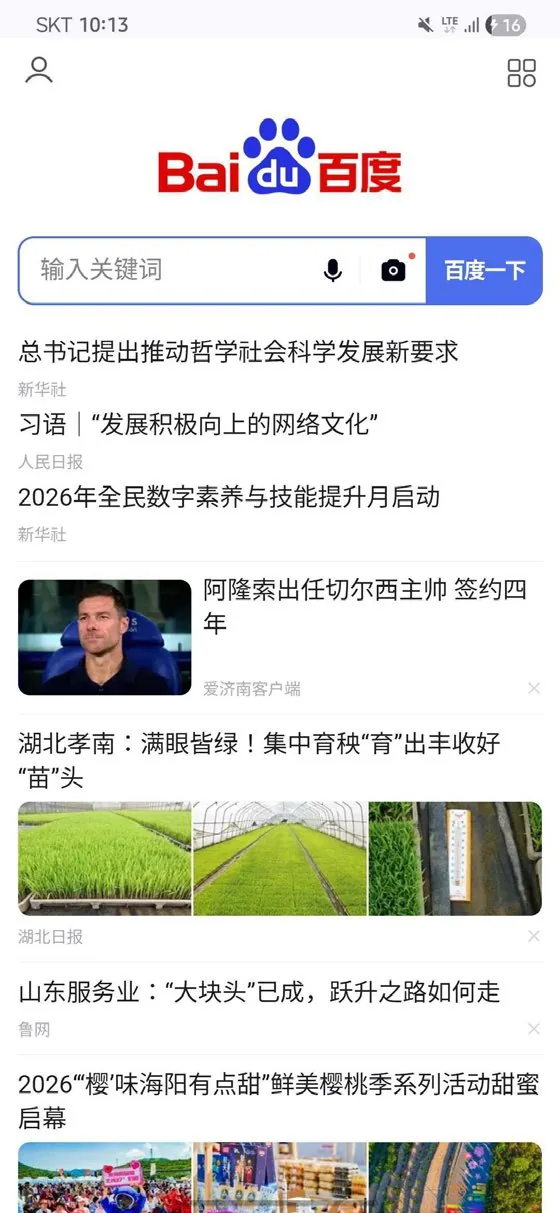 SKT 10:13
LTE
16
Bai du 百度
输入关键词
百度一下
总书记提出推动哲学社会科学发展新要求
新华社
习语｜“发展积极向上的网络文化”
人民日报
2026年全民数字素养与技能提升月启动
新华社
阿隆索出任切尔西主帅 签约四
年
爱济南客户端
湖北孝南：满眼皆绿！集中育秧“育”出丰收好
“苗”头
湖北日报
山东服务业：“大块头”已成，跃升之路如何走
鲁网
2026“‘樱’味海阳有点甜”鲜美樱桃季系列活动甜蜜
启幕